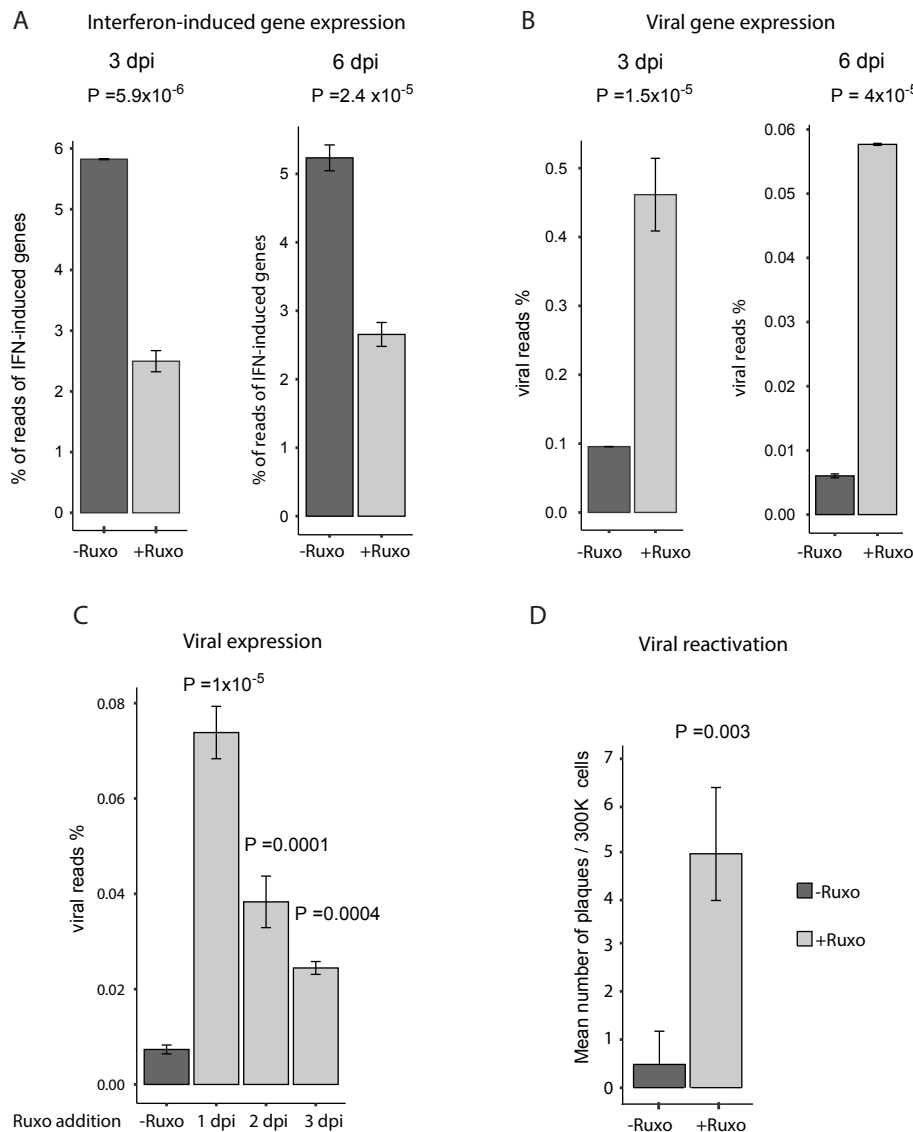 A Interferon-induced gene expression
3 dpi 6 dpi
P =5.9x10-6 P =2.4 x10-5
% of reads of IFN-induced genes
6
5
4
3
2
1
0
-Ruxo +Ruxo
% of reads of IFN-induced genes
5
4
3
2
1
0
-Ruxo +Ruxo
B Viral gene expression
3 dpi 6 dpi
P =1.5x10-5 P = 4x10-5
viral reads %
0.5
0.4
0.3
0.2
0.1
0.0
-Ruxo +Ruxo
viral reads %
0.06
0.05
0.04
0.03
0.002
0.001
0.00
-Ruxo +Ruxo
C
Viral expression
P =1x10-5
P =0.0001
P =0.0004
viral reads %
0.08
0.06
0.04
0.02
0.00
Ruxo addition -Ruxo 1 dpi 2 dpi 3 dpi
D
Viral reactivation
P =0.003
Mean number of plaques / 300K cells
7
6
5
4
3
2
1
0
-Ruxo +Ruxo
-Ruxo
+Ruxo